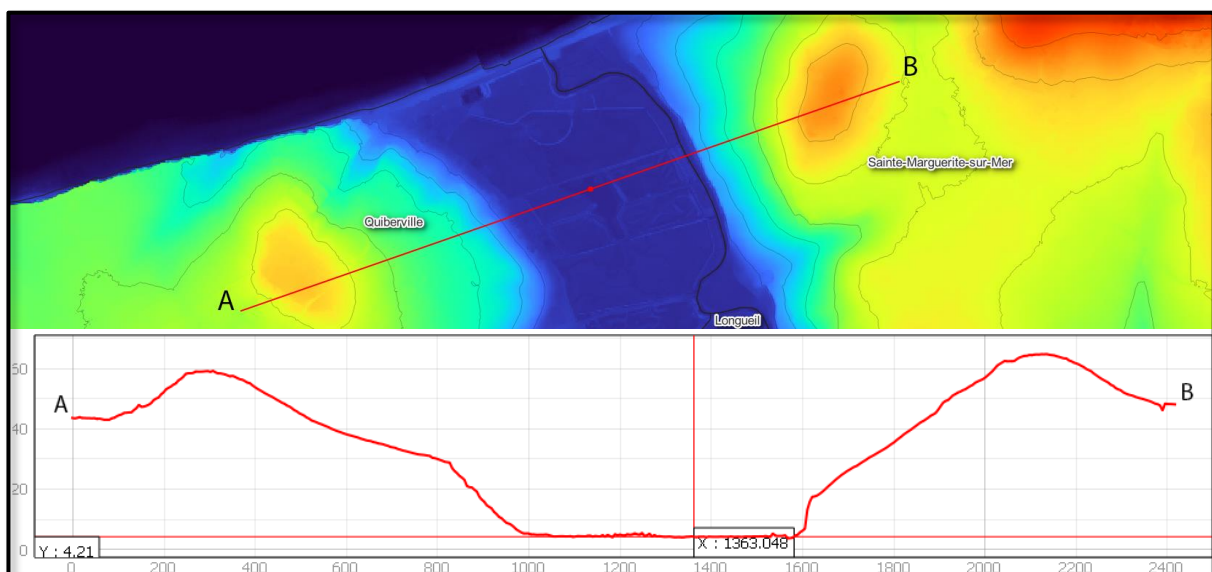 B
Sainte-Marguerite-sur-Mer
Quiberville
A
Longueil
50
A
B
40
20
X : 1363.048
Y : 4.21
0
0 200 400 600 800 1000 1200 1400 1600 1800 2000 2200 2400